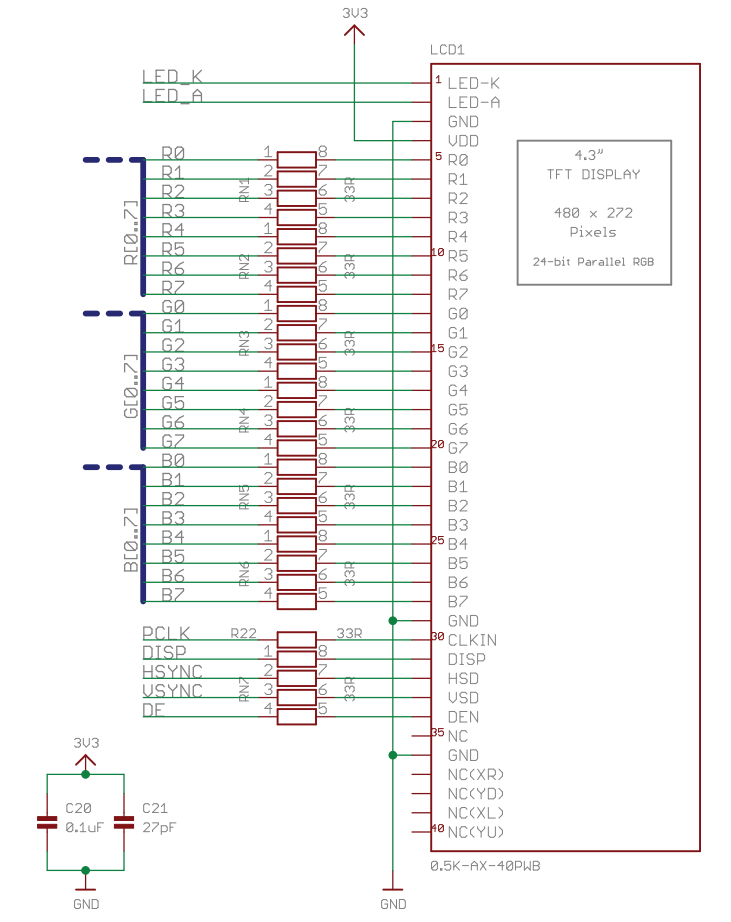 3V3
LCD1
LED_K 1 LED-K
LED_A LED-A
GND
VDD
R0 1 8 5 R0
R1 2 7 R1
R2 3 6 R2
R3 4 5 R3
R4 1 8 R4
R5 2 7 10 R5
R6 3 6 R6
R7 4 5 R7
RN1 33R
RN2 33R
R[0..7]
4.3"
TFT DISPLAY
480 x 272
Pixels
24-bit Parallel RGB
G0 1 8 G0
G1 2 7 G1
G2 3 6 15 G2
G3 4 5 G3
G4 1 8 G4
G5 2 7 G5
G6 3 6 G6
G7 4 5 20 G7
RN3 33R
RN4 33R
G[0..7]
B0 1 8 B0
B1 2 7 B1
B2 3 6 B2
B3 4 5 B3
B4 1 8 25 B4
B5 2 7 B5
B6 3 6 B6
B7 4 5 B7
RN5 33R
RN6 33R
B[0..7]
GND
PCLK R22 33R 30 CLKIN
DISP 1 8 DISP
HSYNC 2 7 HSD
VSYNC 3 6 VSD
DE 4 5 DEN
RN7 33R
35 NC
GND
NC(XR)
NC(YD)
NC(XL)
40 NC(YU)
0.5K-AX-40PWB
3V3
C20
0.1uF
C21
27pF
GND
GND